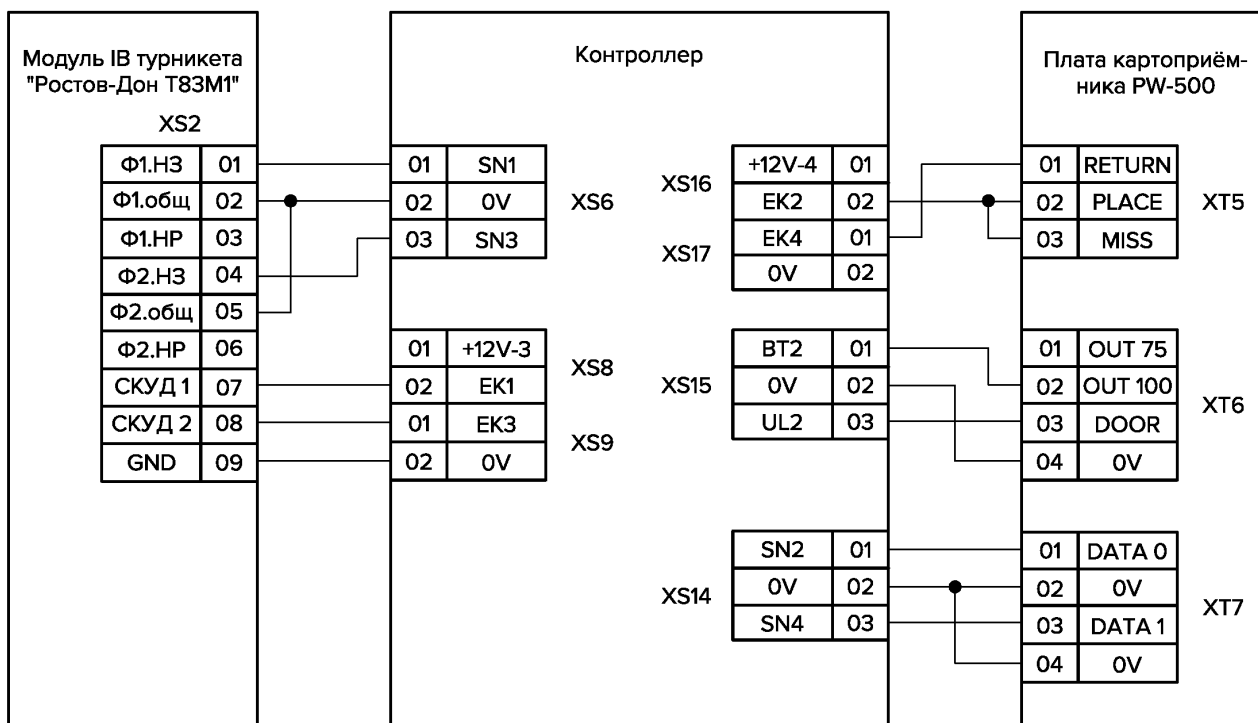 Модуль IB турникета
"Ростов-Дон Т83М1"
XS2
Ф1.НЗ 01
Ф1.общ 02
Ф1.НР 03
Ф2.НЗ 04
Ф2.общ 05
Ф2.НР 06
СКУД 1 07
СКУД 2 08
GND 09
Контроллер
01 SN1
02 0V
03 SN3
XS6
01 +12V-3
02 EK1
XS8
01 EK3
02 0V
XS9
XS16
+12V-4 01
EK2 02
XS17
EK4 01
0V 02
XS15
BT2 01
0V 02
UL2 03
XS14
SN2 01
0V 02
SN4 03
Плата картоприём-
ника PW-500
01 RETURN
02 PLACE
03 MISS
XT5
01 OUT 75
02 OUT 100
03 DOOR
04 0V
XT6
01 DATA 0
02 0V
03 DATA 1
04 0V
XT7